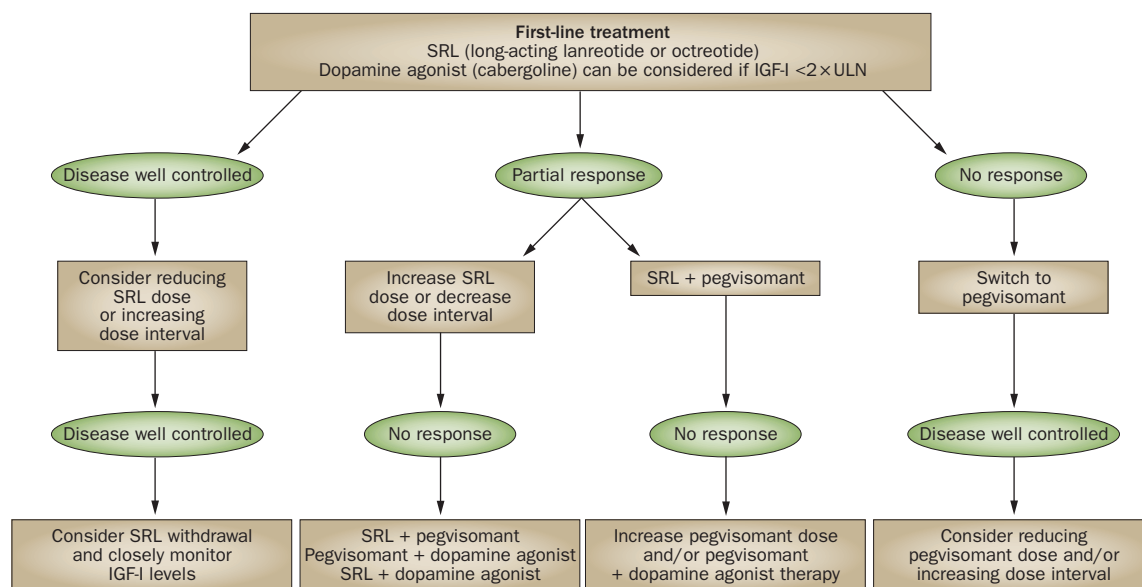 First-line treatment
SRL (long-acting lanreotide or octreotide)
Dopamine agonist (cabergoline) can be considered if IGF-I <2 × ULN
Disease well controlled
Partial response
No response
Consider reducing
SRL dose
or increasing
dose interval
Increase SRL
dose or decrease
dose interval
SRL + pegvisomant
Switch to
pegvisomant
Disease well controlled
No response
No response
Disease well controlled
Consider SRL withdrawal
and closely monitor
IGF-I levels
SRL + pegvisomant
Pegvisomant + dopamine agonist
SRL + dopamine agonist
Increase pegvisomant dose
and/or pegvisomant
+ dopamine agonist therapy
Consider reducing
pegvisomant dose and/or
increasing dose interval